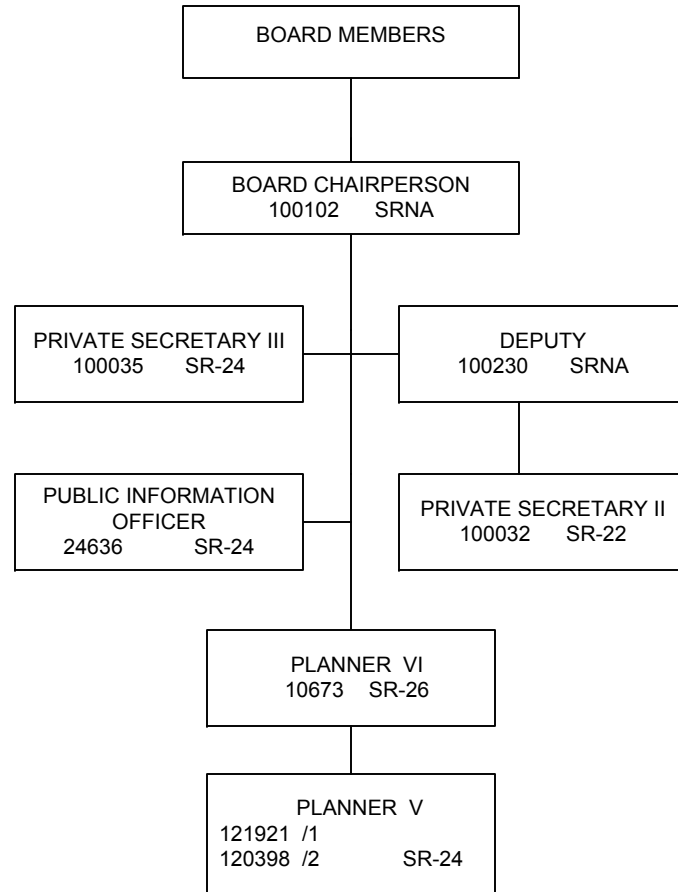 BOARD MEMBERS
BOARD CHAIRPERSON
100102 SRNA
PRIVATE SECRETARY III
100035 SR-24
DEPUTY
100230 SRNA
PUBLIC INFORMATION
OFFICER
24636 SR-24
PRIVATE SECRETARY II
100032 SR-22
PLANNER VI
10673 SR-26
PLANNER V
121921 /1
120398 /2 SR-24